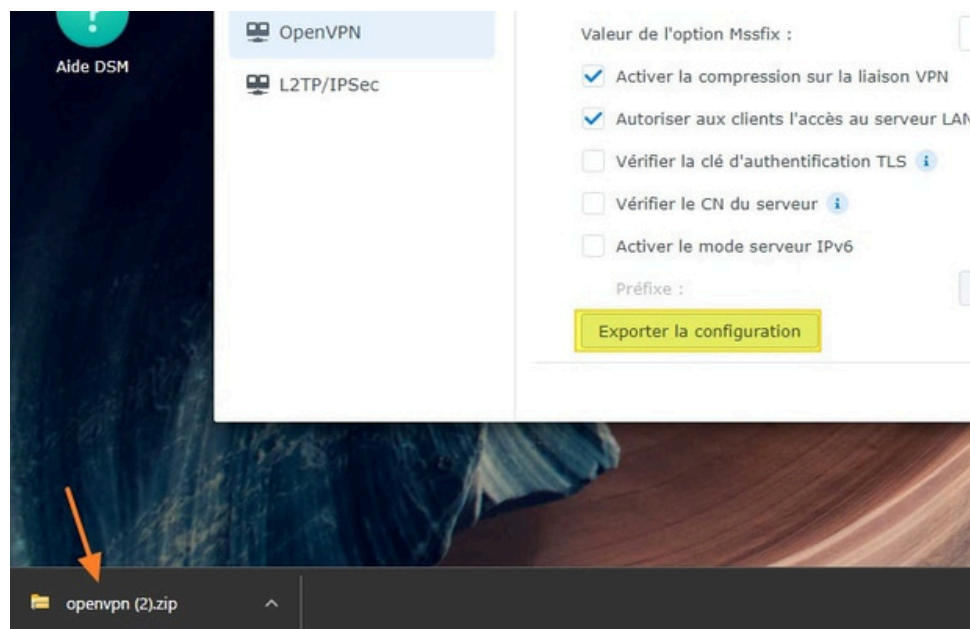 ?
Aide DSM
OpenVPN
L2TP/IPSec
Valeur de l'option Mssfix :
Activer la compression sur la liaison VPN
Autoriser aux clients l'accès au serveur LAN
Vérifier la clé d'authentification TLS i
Vérifier le CN du serveur i
Activer le mode serveur IPv6
Préfixe :
Exporter la configuration
openvpn (2).zip